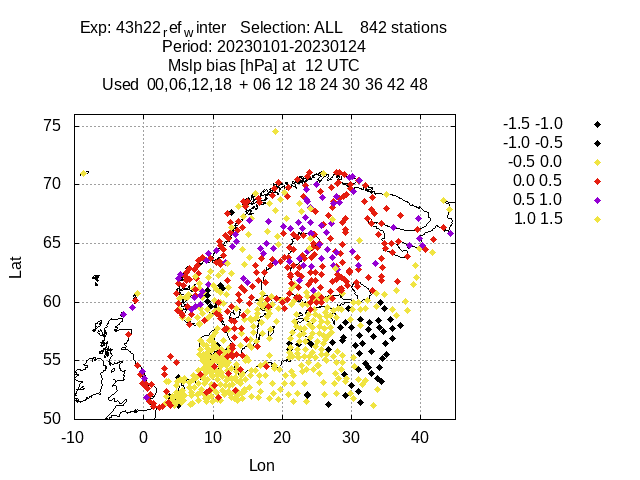 Exp: 43h22refwinter Selection: ALL 842 stations
Period: 20230101-20230124
Mslp bias [hPa] at 12 UTC
Used 00,06,12,18 + 06 12 18 24 30 36 42 48
-1.5 -1.0
-1.0 -0.5
-0.5 0.0
0.0 0.5
0.5 1.0
1.0 1.5
75
70
65
60
55
50
Lat
-10 0 10 20 30 40
Lon